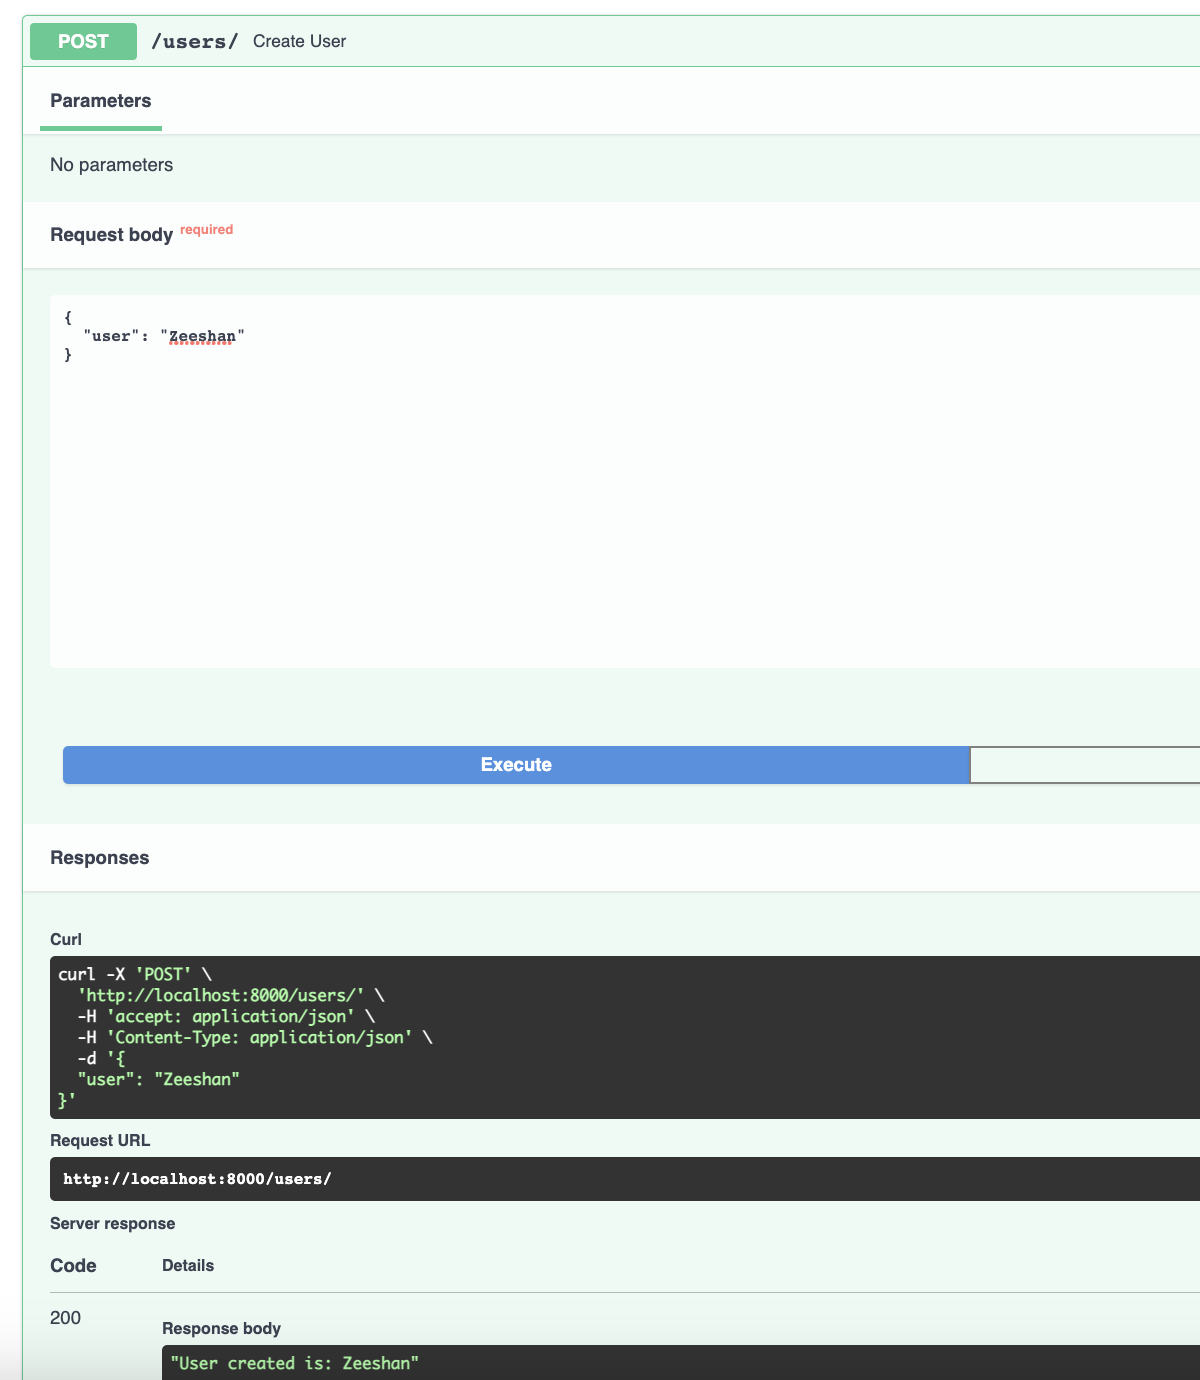 POST /users/ Create User
Parameters
No parameters
Request body required
{
  "user": "Zeeshan"
}
Execute
Responses
Curl
curl -X 'POST' \
  'http://localhost:8000/users/' \
  -H 'accept: application/json' \
  -H 'Content-Type: application/json' \
  -d '{
  "user": "Zeeshan"
}'
Request URL
http://localhost:8000/users/
Server response
Code Details
200
Response body
"User created is: Zeeshan"